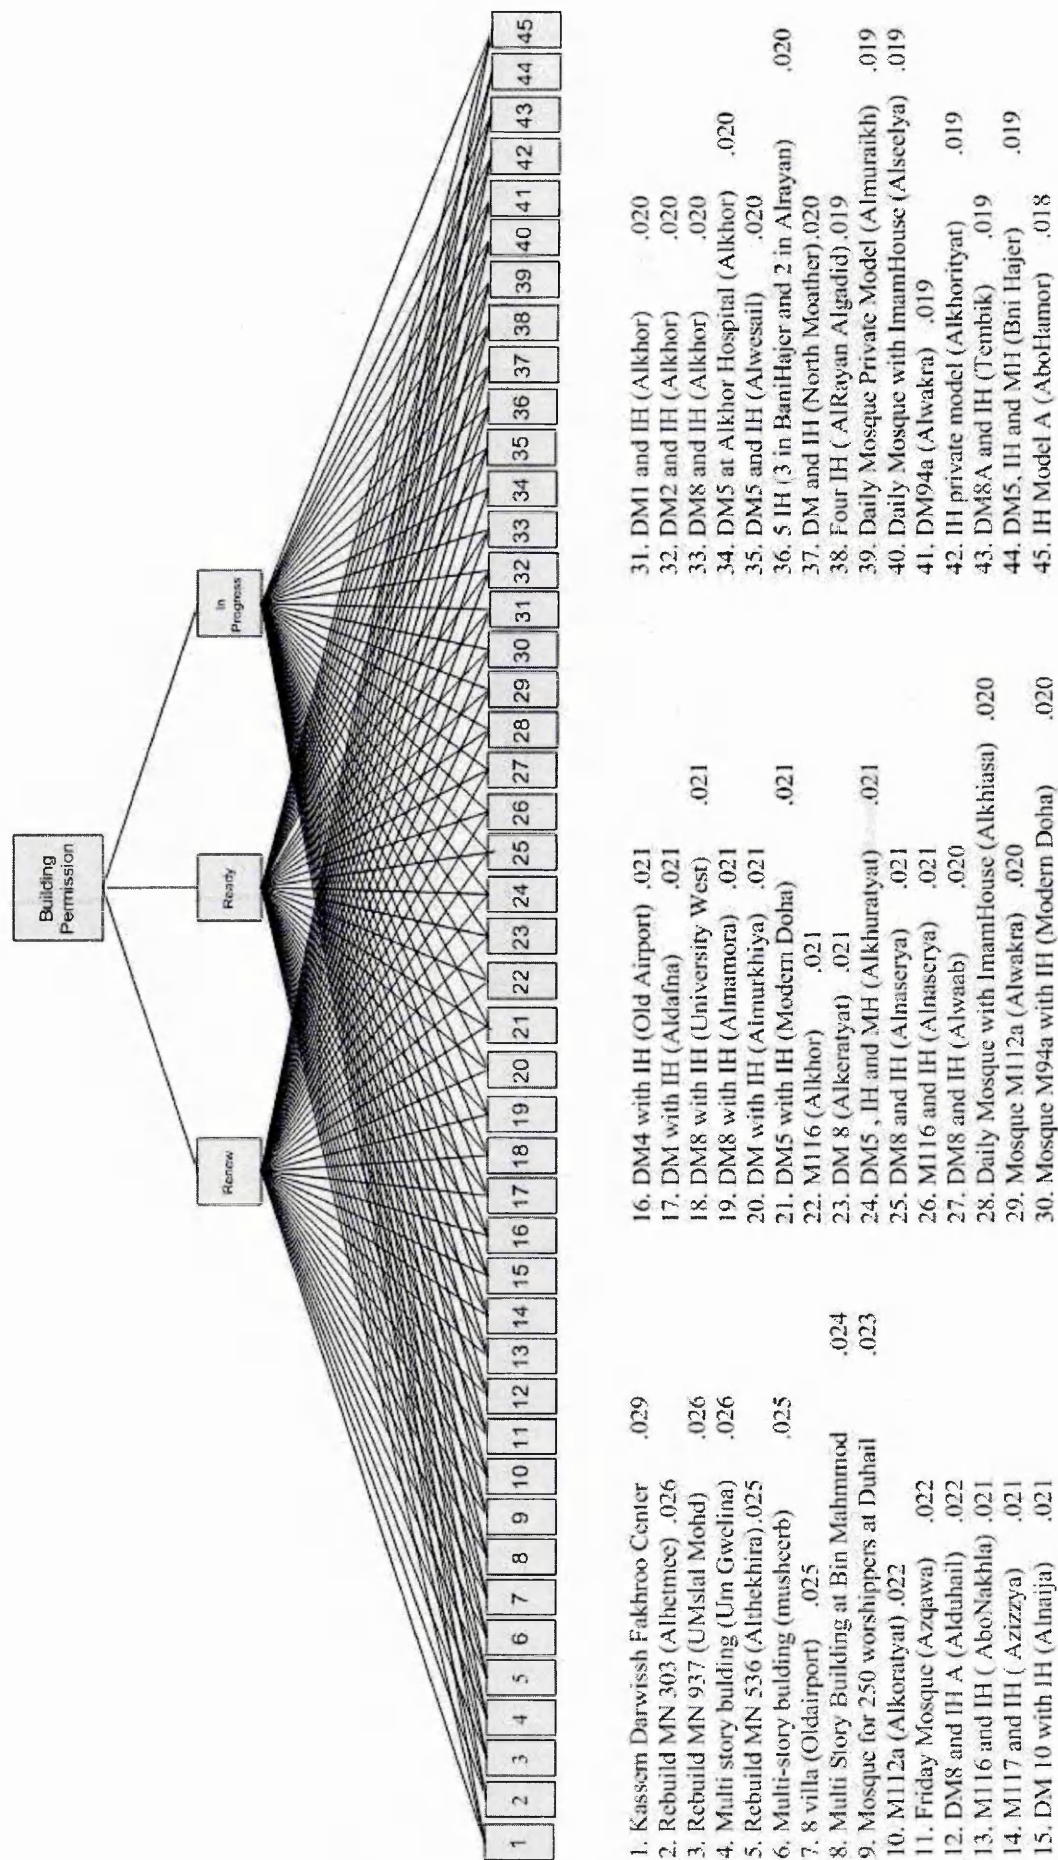 Building
Permission
Renew
Ready
In
Progress
1
2
3
4
5
6
7
8
9
10
11
12
13
14
15
16
17
18
19
20
21
22
23
24
25
26
27
28
29
30
31
32
33
34
35
36
37
38
39
40
41
42
43
44
45
1. Kassem Darwissh Fakhroo Center .029
2. Rebuild MN 303 (Alhetmee) .026
3. Rebuild MN 937 (UMslal Mohd) .026
4. Multi story bulding (Um Gwelina) .026
5. Rebuild MN 536 (Althekhira).025
6. Multi-story bulding (musheerb) .025
7. 8 villa (Oldairport) .025
8. Multi Story Building at Bin Mahmmod .024
9. Mosque for 250 worshippers at Duhail .023
10. M112a (Alkoratyat) .022
11. Friday Mosque (Azqawa) .022
12. DM8 and IH A (Alduhail) .022
13. M116 and IH ( AboNakhla) .021
14. M117 and IH ( Azizzya) .021
15. DM 10 with IH (Alnaija) .021
16. DM4 with IH (Old Airport) .021
17. DM with IH (Aldafna) .021
18. DM8 with IH (University West) .021
19. DM8 with IH (Almamora) .021
20. DM with IH (Almurkhiya) .021
21. DM5 with IH (Modern Doha) .021
22. M116 (Alkhor) .021
23. DM 8 (Alkeratyat) .021
24. DM5 , IH and MH (Alkhuratyat) .021
25. DM8 and IH (Alnaserya) .021
26. M116 and IH (Alnaserya) .021
27. DM8 and IH (Alwaab) .020
28. Daily Mosque with ImamHouse (Alkhiasa) .020
29. Mosque M112a (Alwakra) .020
30. Mosque M94a with IH (Modern Doha) .020
31. DM1 and IH (Alkhor) .020
32. DM2 and IH (Alkhor) .020
33. DM8 and IH (Alkhor) .020
34. DM5 at Alkhor Hospital (Alkhor) .020
35. DM5 and IH (Alwesail) .020
36. 5 IH (3 in BaniHajer and 2 in Alrayan) .020
37. DM and IH (North Moather).020
38. Four IH ( AlRayan Algadid) .019
39. Daily Mosque Private Model (Almuraikh) .019
40. Daily Mosque with ImamHouse (Alseelya) .019
41. DM94a (Alwakra) .019
42. IH private model (Alkhorityat) .019
43. DM8A and IH (Tembik) .019
44. DM5, IH and MH (Bni Hajer) .019
45. IH Model A (AboHamor) .018